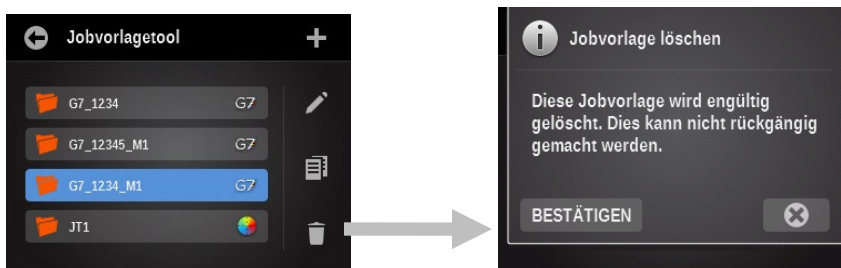 Jobvorlagetool
G7_1234 G7
G7_12345_M1 G7
G7_1234_M1 G7
JT1
Jobvorlage löschen
Diese Jobvorlage wird engültig
gelöscht. Dies kann nicht rückgängig
gemacht werden.
BESTÄTIGEN